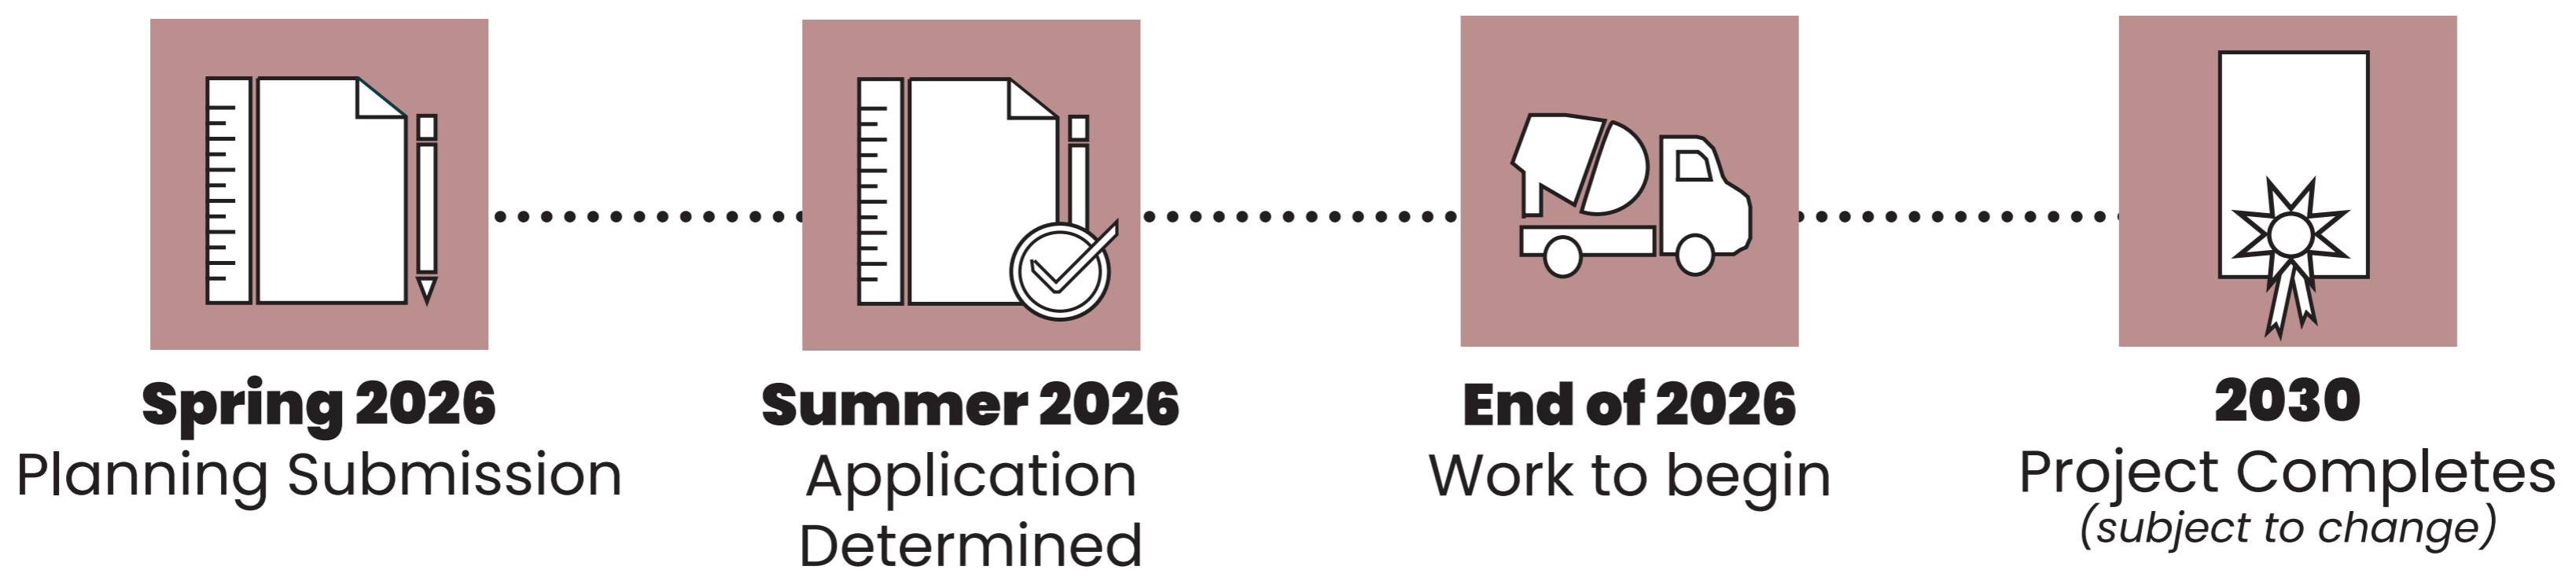 Spring 2026
Planning Submission
Summer 2026
Application
Determined
End of 2026
Work to begin
2030
Project Completes
(subject to change)